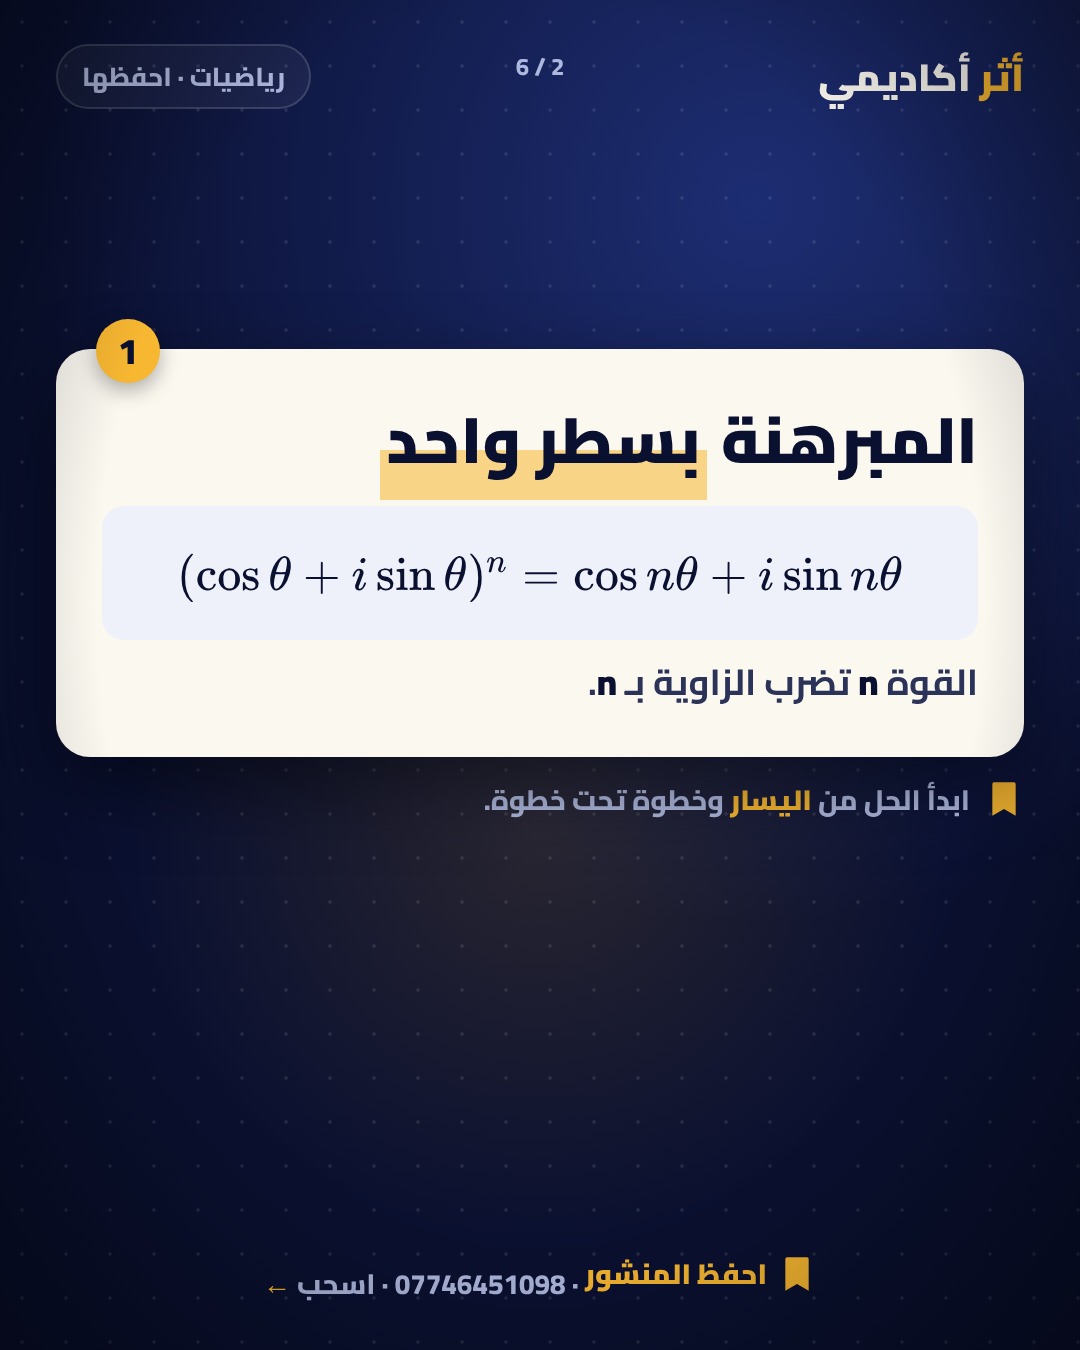 أثر أكاديمي
6 / 2
رياضيات · احفظها
1
المبرهنة بسطر واحد
(cos θ + i sin θ)ⁿ = cos nθ + i sin nθ
القوة n تضرب الزاوية بـ n.
ابدأ الحل من اليسار وخطوة تحت خطوة.
احفظ المنشور · 07746451098 · اسحب ←